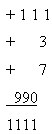 + 1 1 1
+ 3
+ 7
990
1111